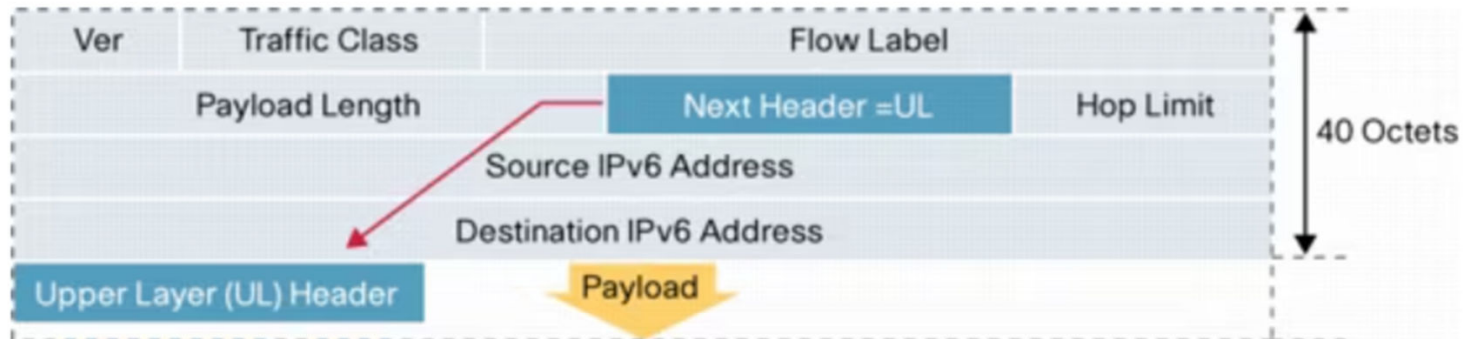 Ver Traffic Class Flow Label
Payload Length Next Header =UL Hop Limit
40 Octets
Source IPv6 Address
Destination IPv6 Address
Upper Layer (UL) Header Payload